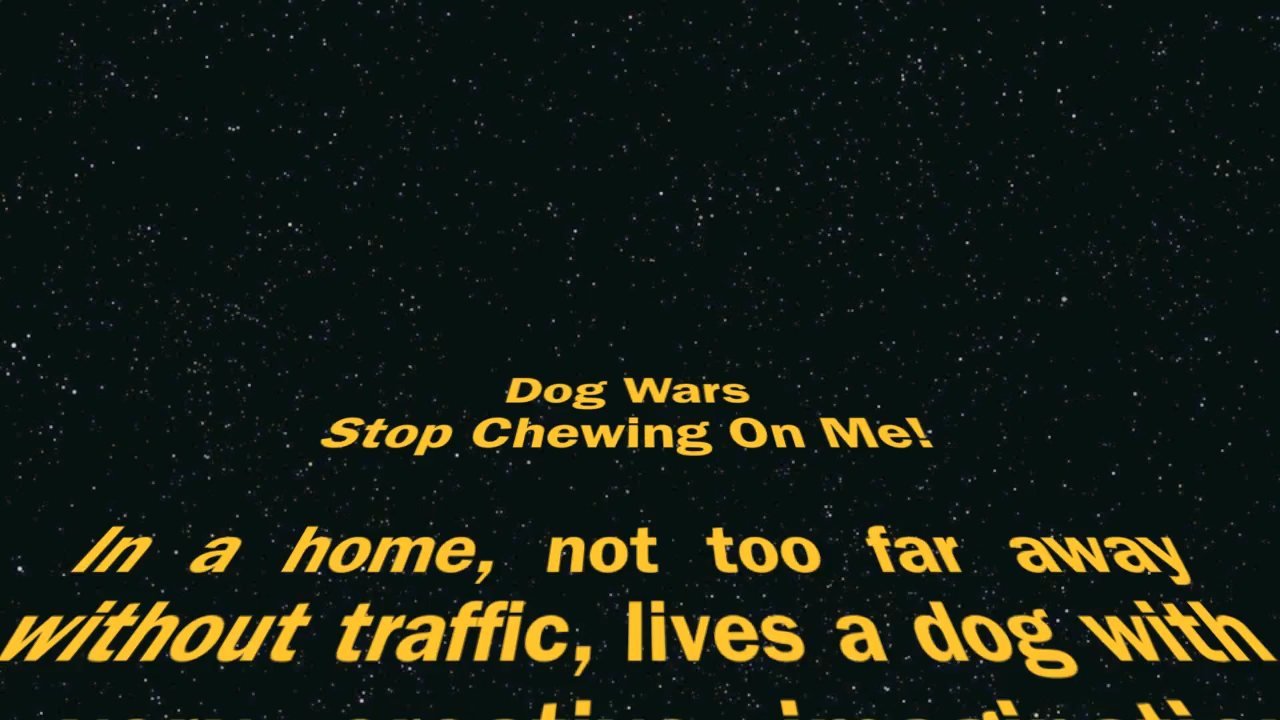 Dog Wars
Stop Chewing On Me!
In a home, not too far away
without traffic, lives a dog with